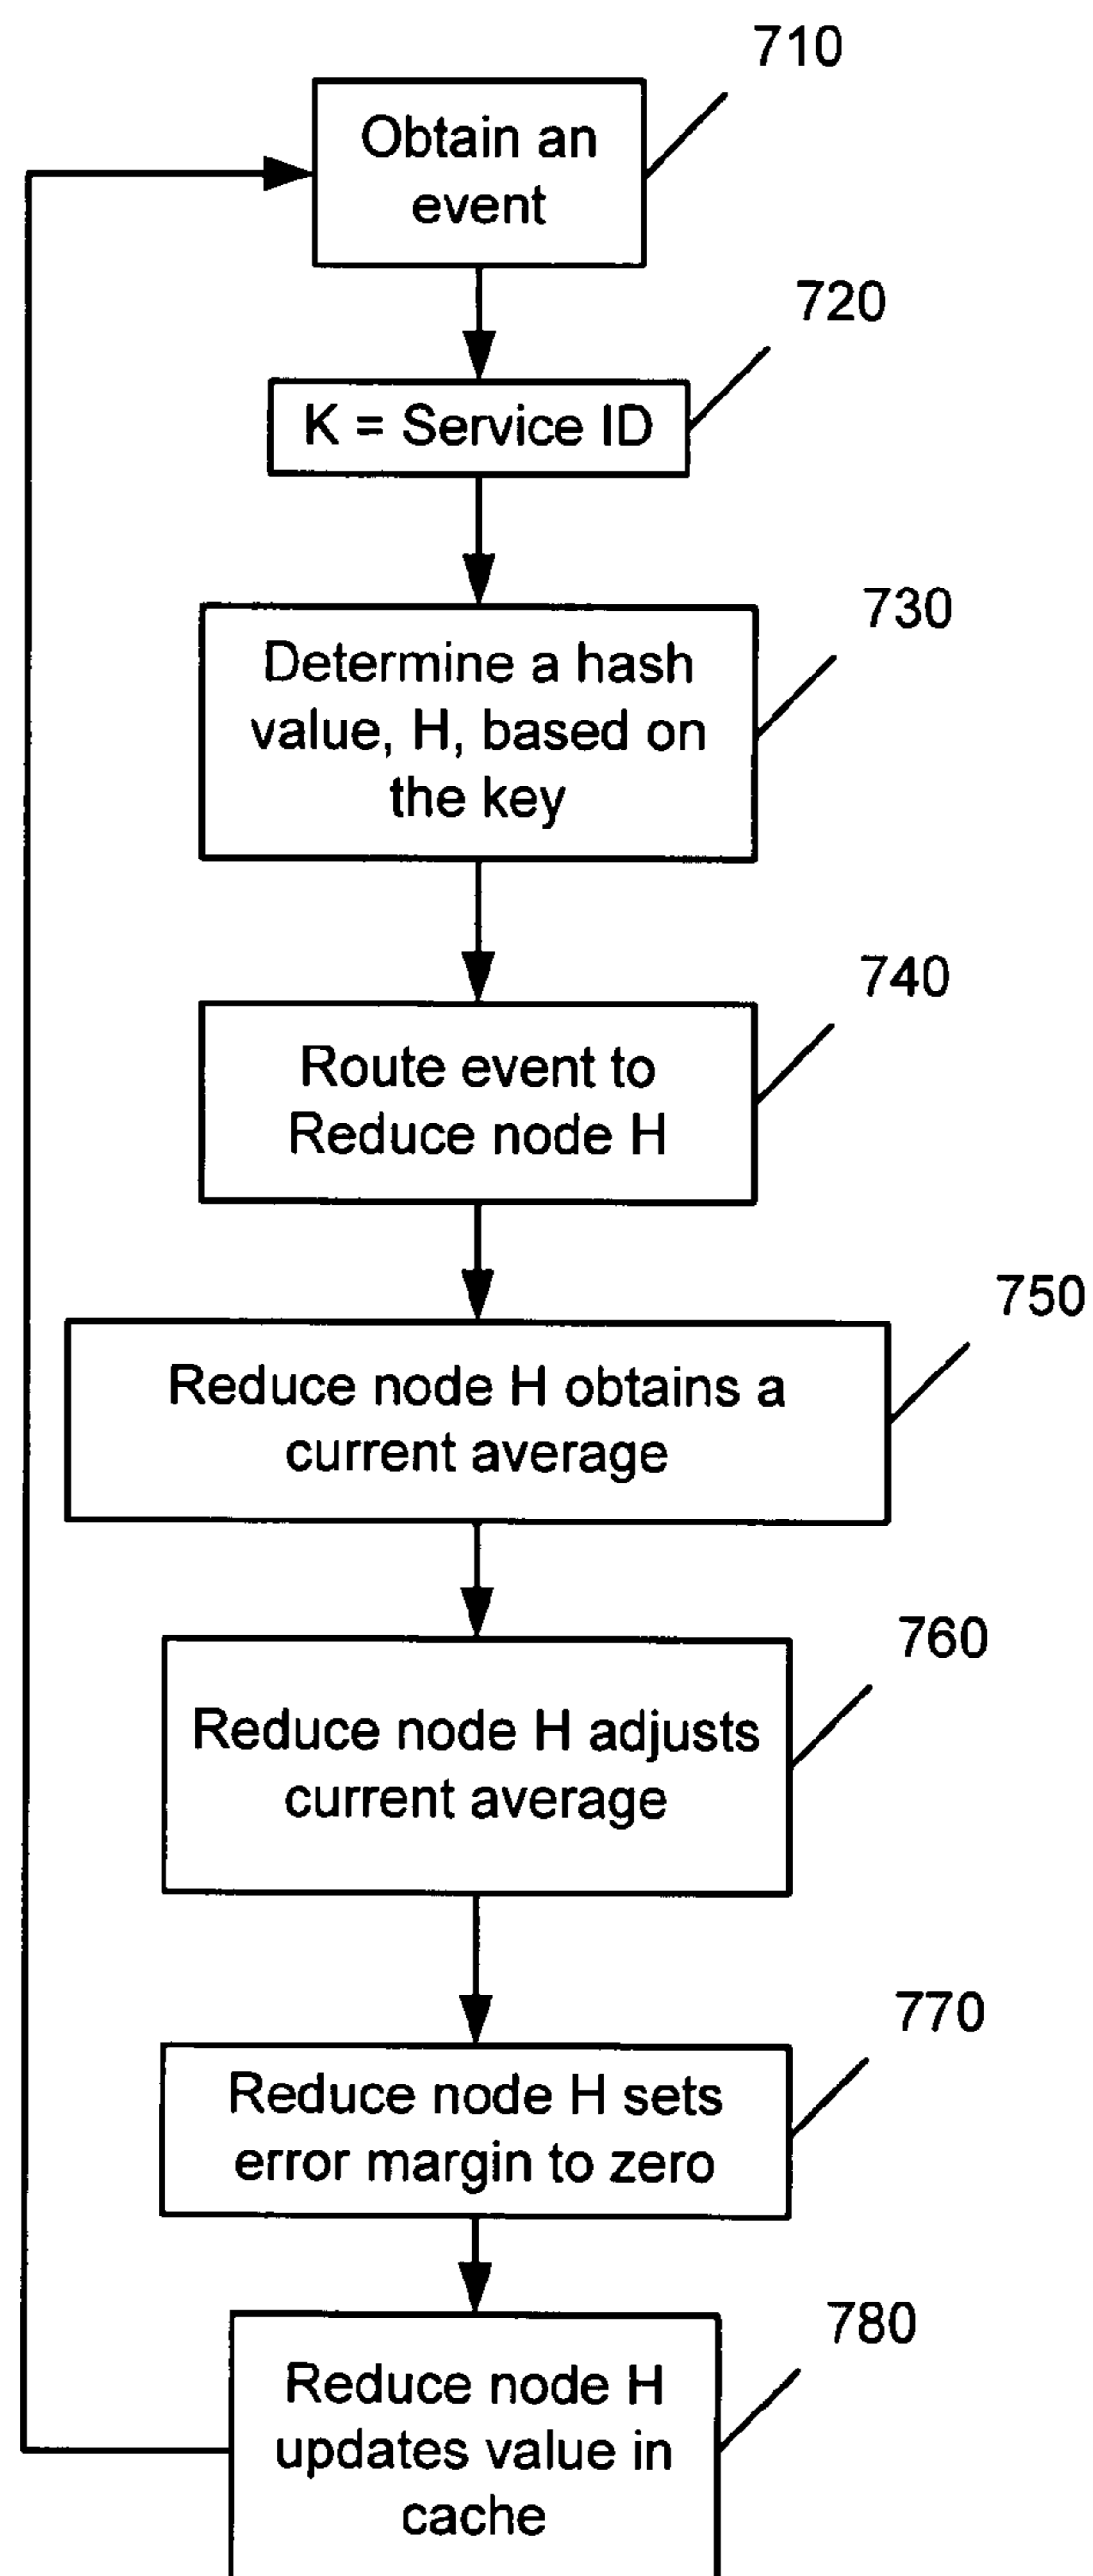 710
Obtain an
event
720
K = Service ID
730
Determine a hash
value, H, based on
the key
740
Route event to
Reduce node H
750
Reduce node H obtains a
current average
760
Reduce node H adjusts
current average
770
Reduce node H sets
error margin to zero
780
Reduce node H
updates value in
cache